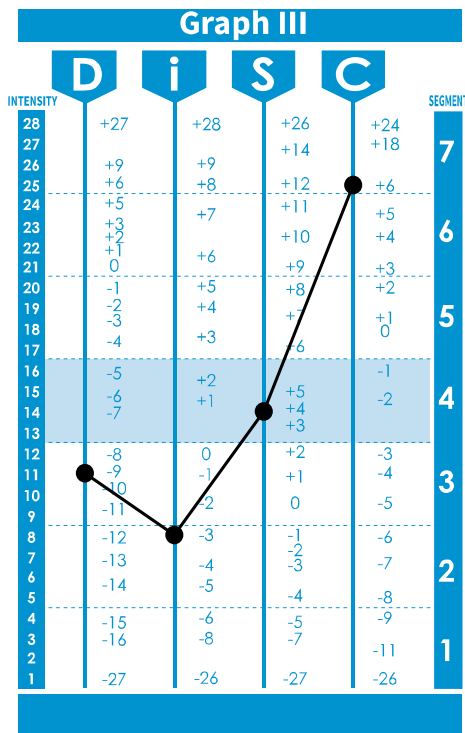 Graph III
D i S C
INTENSITY SEGMENT
28 +27 +28 +26 +24
27 +14 +18 7
26 +9 +9
25 +6 +8 +12 +6
24 +5 +7 +11 +5
23 +3 6
+2 +10 +4
22 +1 +6
21 0 +9 +3
20 -1 +5 +8 +2
19 -2 +4 +1 5
18 -3 +3 0
17 -4
16 -5 +2 -1
15 -6 +1 +5 -2 4
14 -7 +4
13 +3
12 -8 0 +2 -3
11 -9 -1 +1 -4 3
10 -2 0 -5
9 -11
8 -12 -3 -1 -6
7 -13 -4 -2 -7 2
6 -14 -5 -3
5 -4 -8
4 -15 -6 -5 -9
3 -16 -8 -7 1
2 -11
1 -27 -26 -27 -26